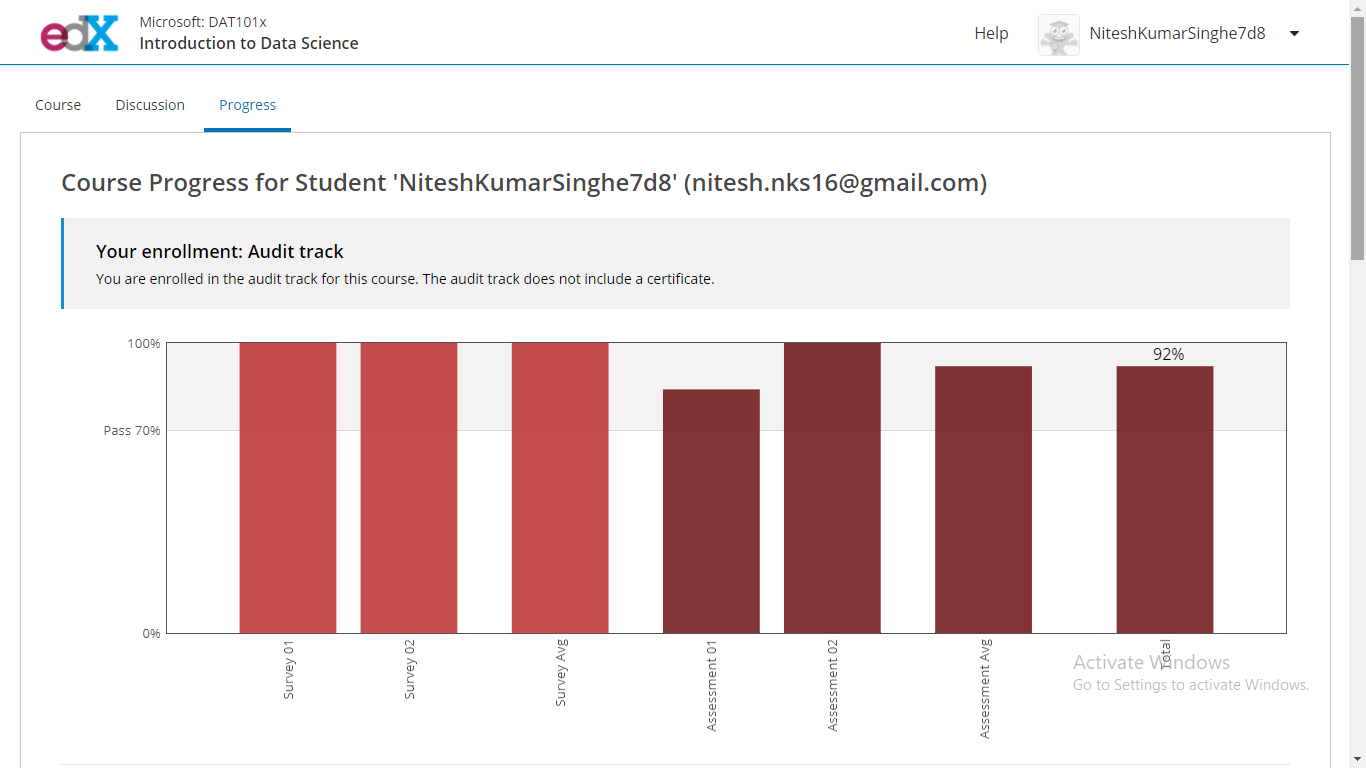 edX
Microsoft: DAT101x
Introduction to Data Science
Help
NiteshKumarSinghe7d8
Course
Discussion
Progress
Course Progress for Student 'NiteshKumarSinghe7d8' (nitesh.nks16@gmail.com)
Your enrollment: Audit track
You are enrolled in the audit track for this course. The audit track does not include a certificate.
100%
92%
Pass 70%
0%
Survey 01
Survey 02
Survey Avg
Assessment 01
Assessment 02
Assessment Avg
Total
Activate Windows
Go to Settings to activate Windows.